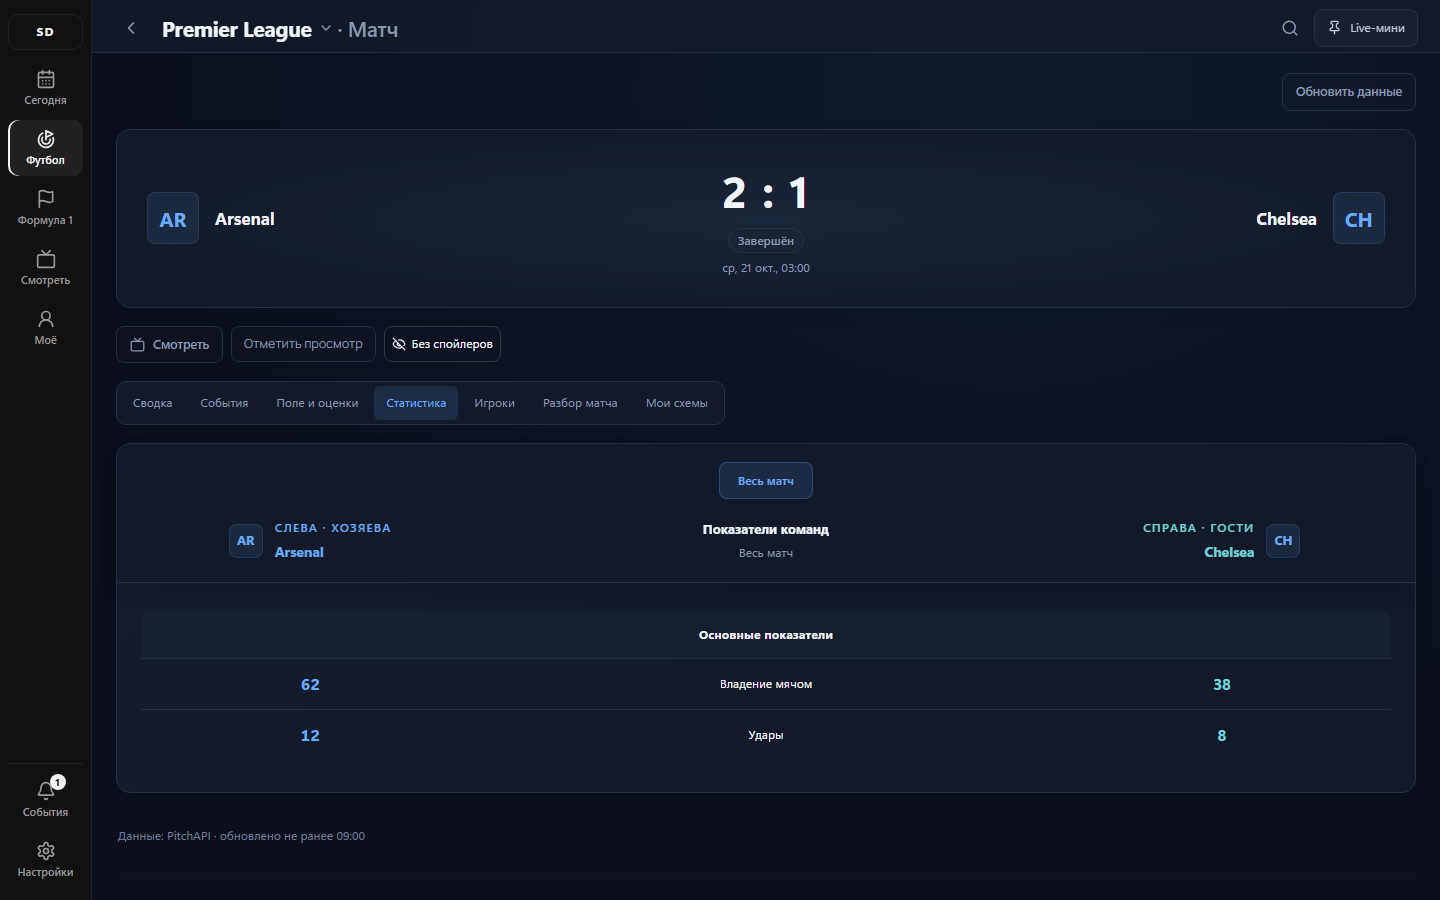 SD
Сегодня
Футбол
Формула 1
Смотреть
Моё
1
События
Настройки
Premier League · Матч
Live-мини
Обновить данные
AR Arsenal
2 : 1
Завершён
ср, 21 окт., 03:00
Chelsea CH
Смотреть Отметить просмотр Без спойлеров
Сводка События Поле и оценки Статистика Игроки Разбор матча Мои схемы
Весь матч
AR
СЛЕВА · ХОЗЯЕВА
Arsenal
Показатели команд
Весь матч
СПРАВА · ГОСТИ
Chelsea
CH
Основные показатели
62 Владение мячом 38
12 Удары 8
Данные: PitchAPI · обновлено не ранее 09:00